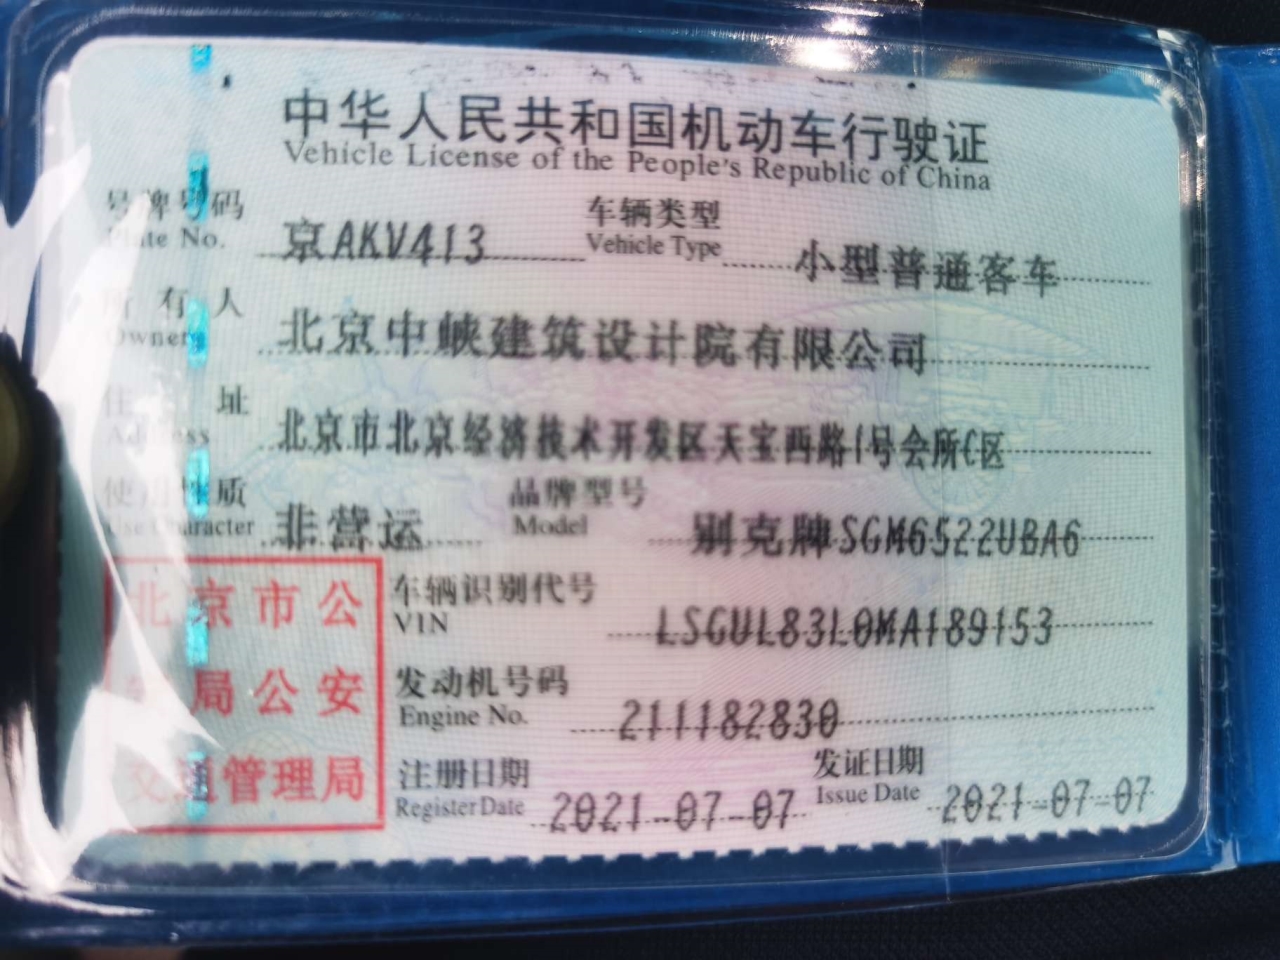 中华人民共和国机动车行驶证
Vehicle License of the People's Republic of China
号牌号码 京AKV413 车辆类型 小型普通客车
Plate No. Vehicle Type
所有人 北京中峡建筑设计院有限公司
Owner
住址 北京市北京经济技术开发区天宝西路1号会所C区
Address
使用性质 非营运 品牌型号 别克牌SGM6522UBA6
Use Character Model
北京市公安局公安交通管理局
车辆识别代号 LSGUL83L0MA189153
VIN
发动机号码 211182830
Engine No.
注册日期 2021-07-07 发证日期 2021-07-07
Register Date Issue Date